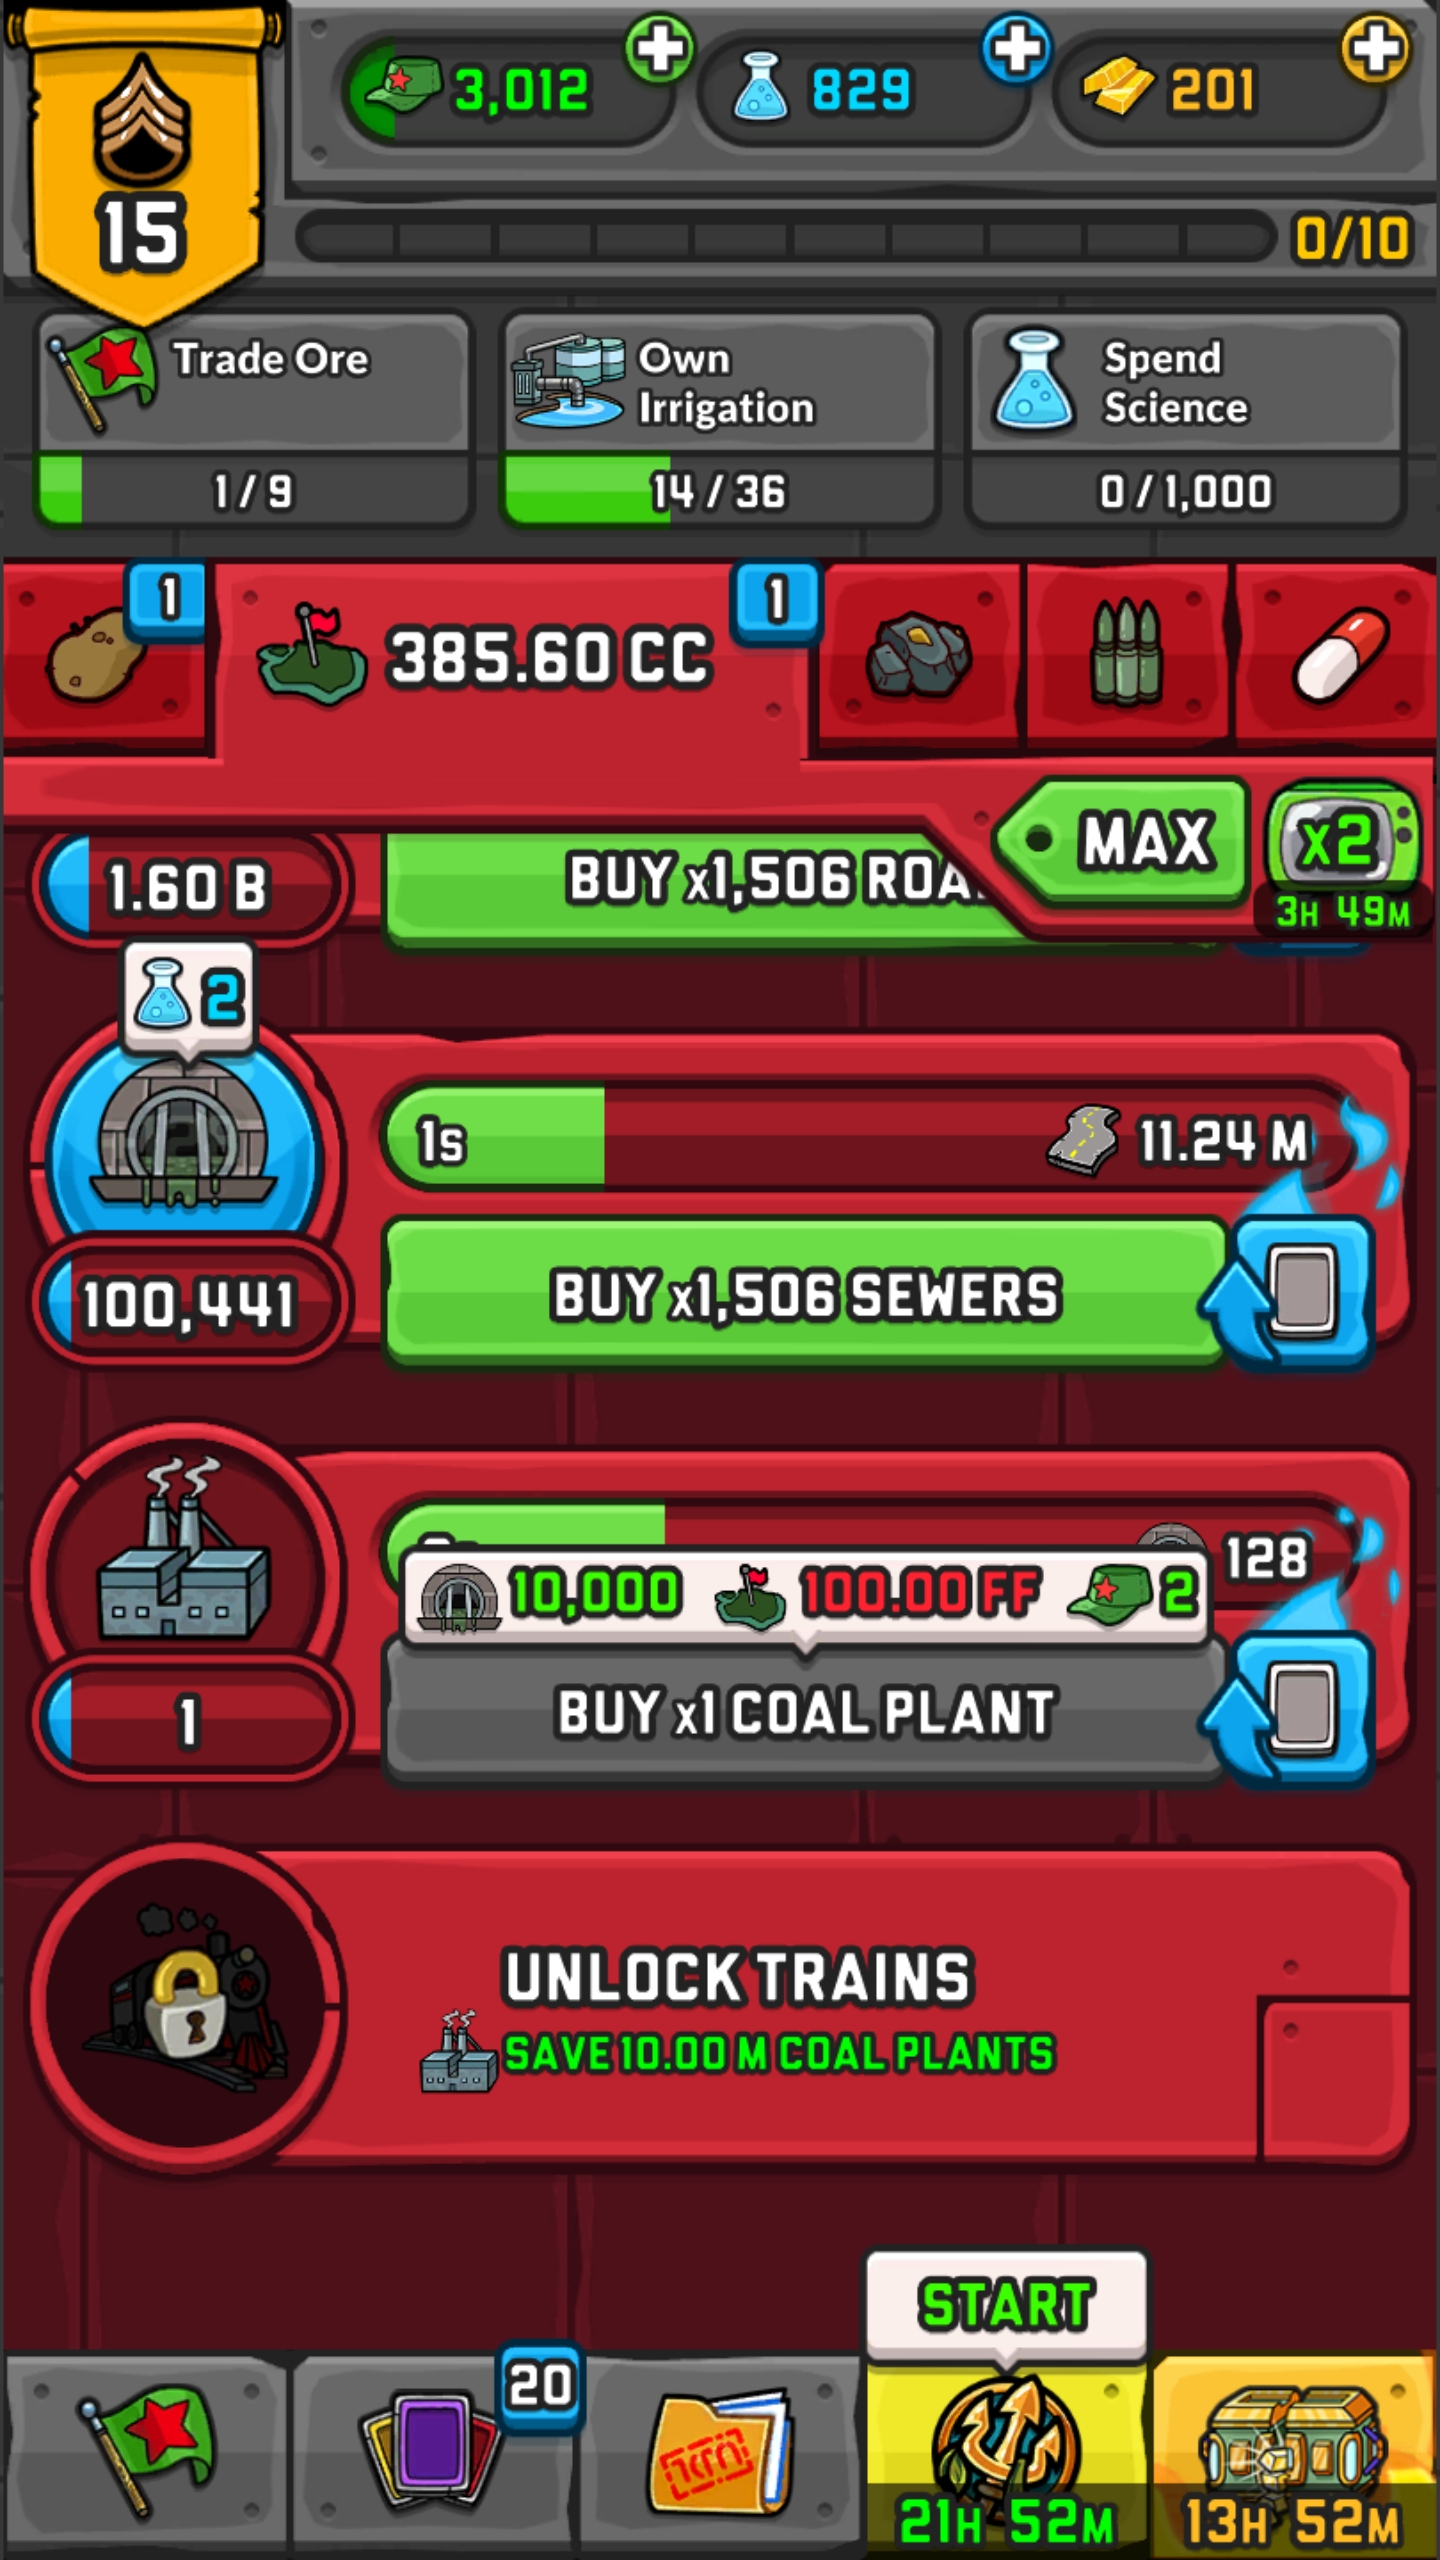 3,012
829
201
15
0/10
Trade Ore
1/9
Own
Irrigation
14/36
Spend
Science
0/1,000
1
385.60 CC
1
MAX
x2
3H 49M
1.60 B
BUY x1,506 ROA
2
1s
11.24 M
100,441
BUY x1,506 SEWERS
128
10,000
100.00 FF
2
1
BUY x1 COAL PLANT
UNLOCK TRAINS
SAVE 10.00 M COAL PLANTS
START
20
21H 52M
13H 52M